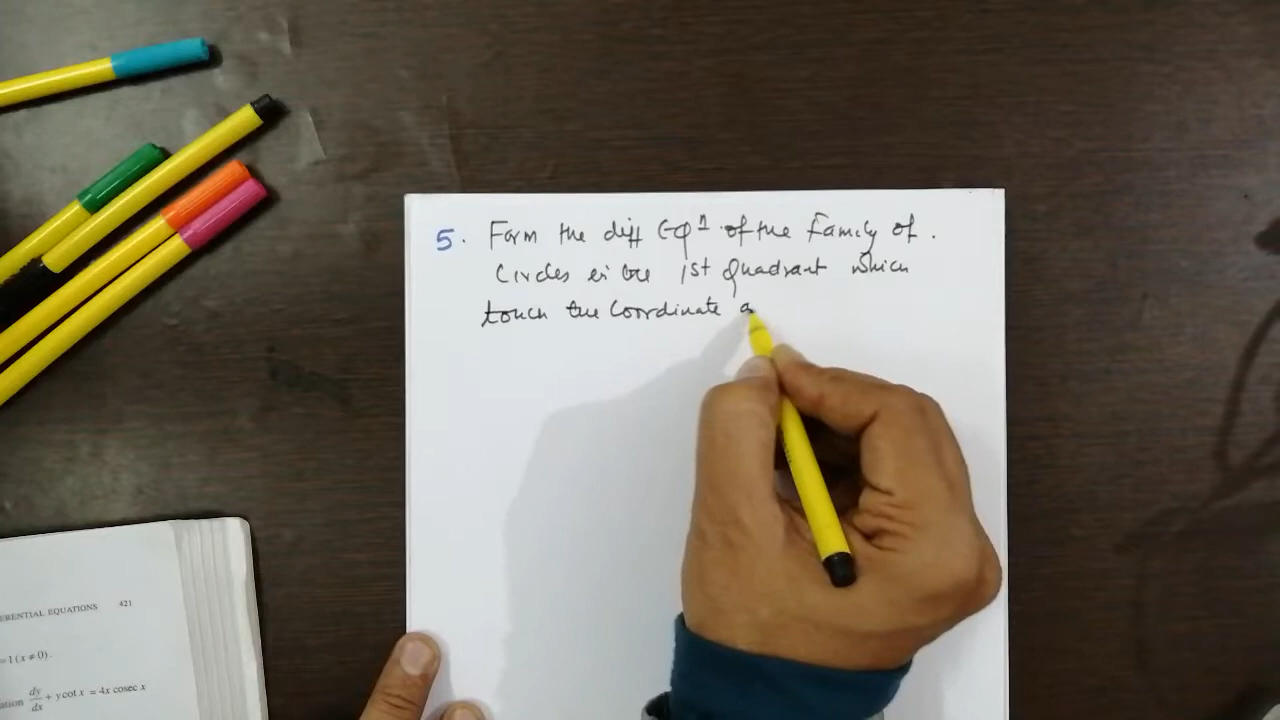 5. Form the diff Eqn. of the Family of.
Circles in the 1st Quadrant which
touch the Coordinate a
ERENTIAL EQUATIONS 421
=1(x≠0).
ation dy/dx + y cot x = 4x cosec x